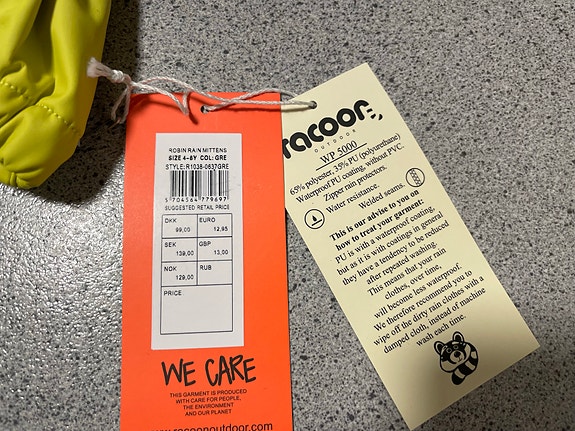 ROBIN RAIN MITTENS
SIZE 4-6Y COL: GRE
STYLE: R1038-0637GRE
5 704564 779697
SUGGESTED RETAIL PRICE
DKK 99,00 EURO 12,95
SEK 139,00 GBP 13,00
NOK 129,00 RUB
PRICE:
WE CARE
THIS GARMENT IS PRODUCED
WITH CARE FOR PEOPLE,
THE ENVIRONMENT
AND OUR PLANET
www.racoonoutdoor.com
racoon
OUTDOOR
WP 5000
65% polyester, 35% PU (polyurethane)
Waterproof PU coating, without PVC.
Zipper rain protectors.
Water resistance.
Welded seams.
This is our advise to you on
how to treat your garment:
PU is with a waterproof coating,
but as it is with coatings in general
they have a tendency to be reduced
after repeated washing.
This means that your rain
clothes, over time,
will become less waterproof.
We therefore recommend you to
wipe off the dirty rain clothes with a
damped cloth, instead of machine
wash each time.